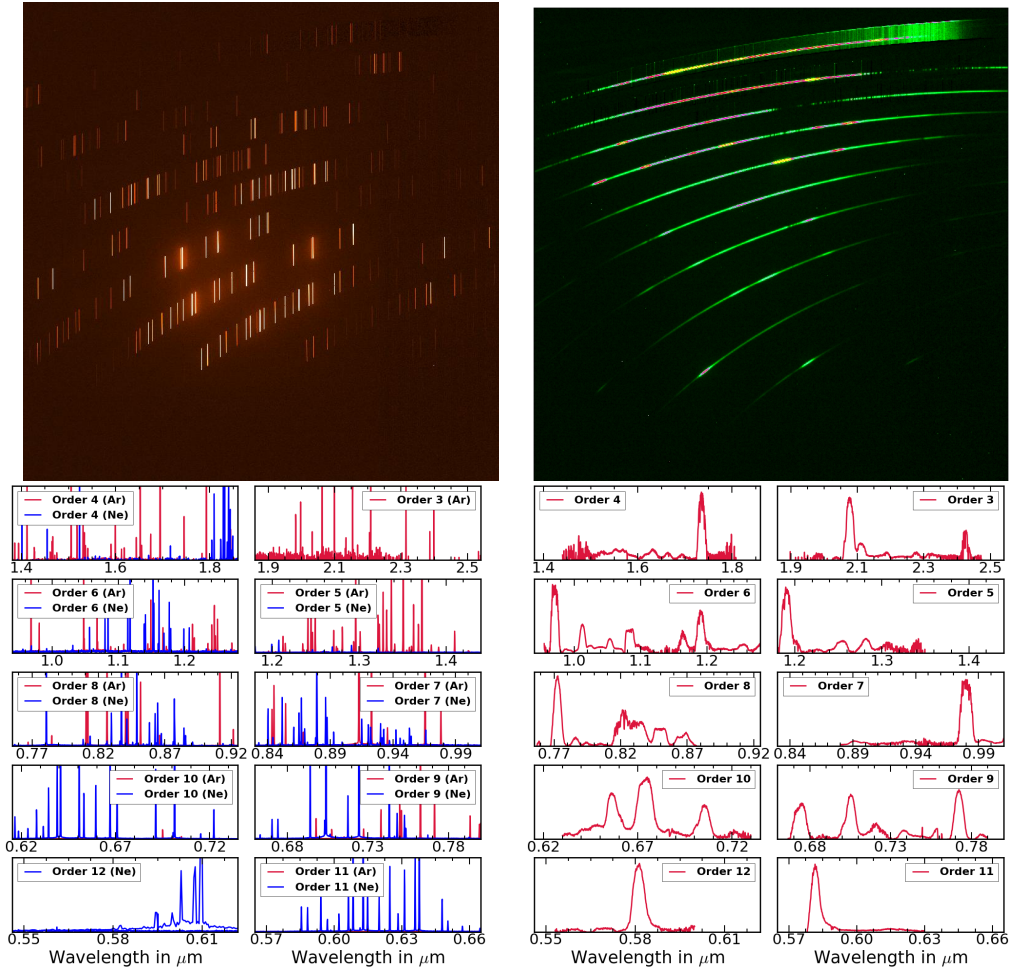 Order 4 (Ar)
Order 4 (Ne)
1.4 1.5 1.6 1.7 1.8
Order 3 (Ar)
1.9 2.1 2.3 2.5
Order 4
1.4 1.5 1.6 1.7 1.8
Order 3
1.9 2.1 2.3 2.5
Order 6 (Ar)
Order 6 (Ne)
1.0 1.1 1.2
Order 5 (Ar)
Order 5 (Ne)
1.2 1.3 1.4
Order 6
1.0 1.1 1.2
Order 5
1.2 1.3 1.4
Order 8 (Ar)
Order 8 (Ne)
0.77 0.82 0.87 0.92
Order 7 (Ar)
Order 7 (Ne)
0.84 0.89 0.94 0.99
Order 8
0.77 0.82 0.87 0.92
Order 7
0.84 0.89 0.94 0.99
Order 10 (Ar)
Order 10 (Ne)
0.62 0.67 0.72
Order 9 (Ar)
Order 9 (Ne)
0.68 0.73 0.78
Order 10
0.62 0.67 0.72
Order 9
0.68 0.73 0.78
Order 12 (Ne)
0.55 0.58 0.61
Order 11 (Ar)
Order 11 (Ne)
0.57 0.60 0.63 0.66
Order 12
0.55 0.58 0.61
Order 11
0.57 0.60 0.63 0.66
Wavelength in μm
Wavelength in μm
Wavelength in μm
Wavelength in μm